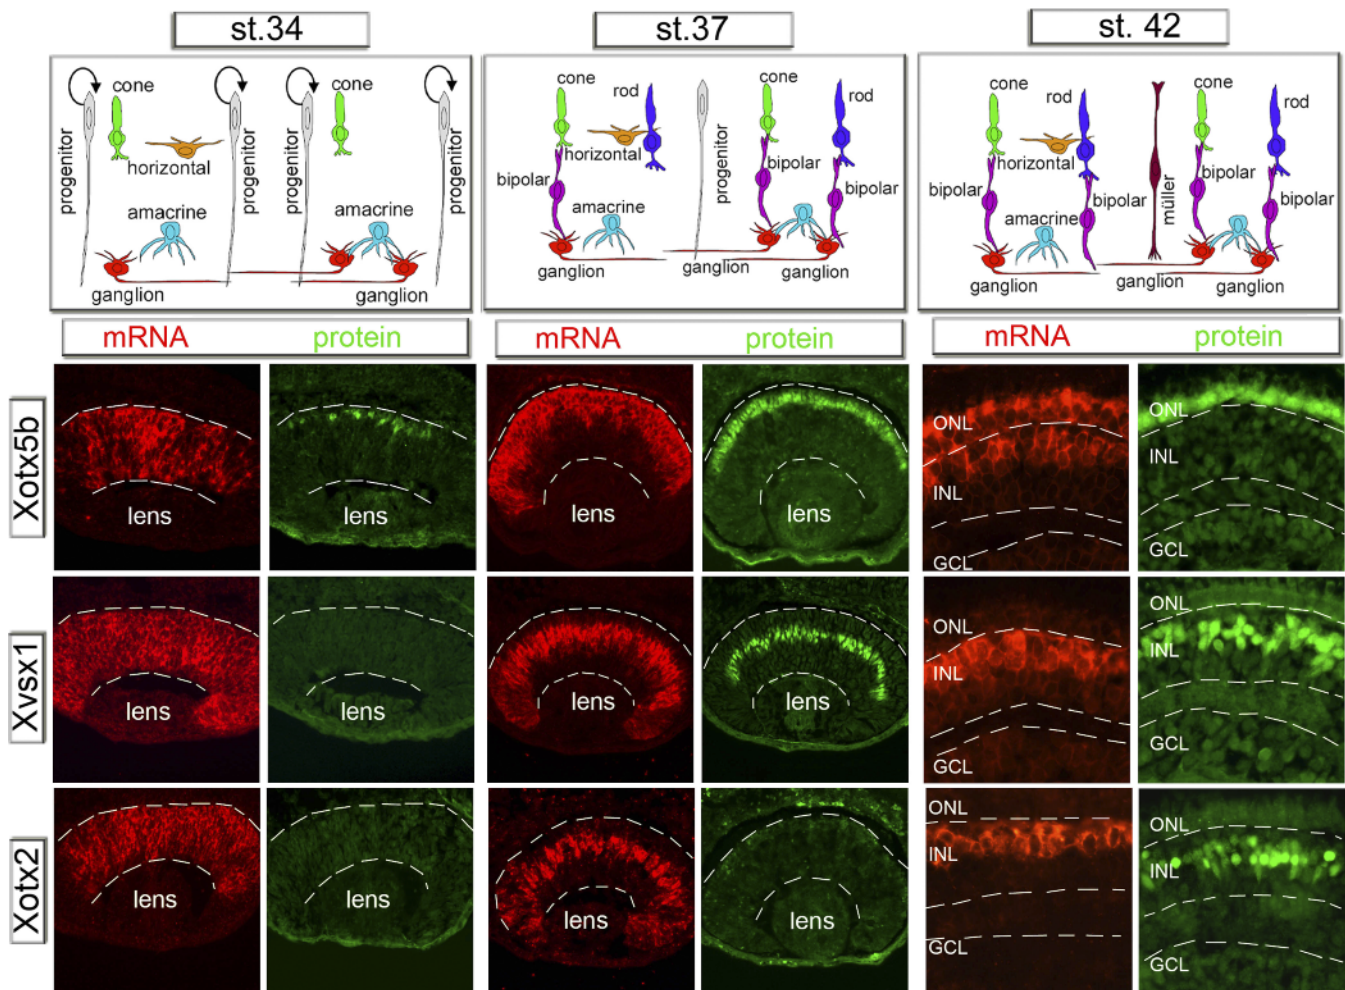 st.34
st.37
st. 42
cone
progenitor
horizontal
progenitor
amacrine
ganglion
cone
progenitor
amacrine
ganglion
cone
rod
progenitor
cone
rod
horizontal
bipolar
bipolar
bipolar
amacrine
ganglion
ganglion
cone
rod
müller
cone
rod
horizontal
bipolar
bipolar
bipolar
bipolar
amacrine
ganglion
ganglion
ganglion
mRNA
protein
mRNA
protein
mRNA
protein
Xotx5b
lens
lens
lens
lens
ONL
INL
GCL
ONL
INL
GCL
Xvsx1
lens
lens
lens
lens
ONL
INL
GCL
ONL
INL
GCL
Xotx2
lens
lens
lens
lens
ONL
INL
GCL
ONL
INL
GCL